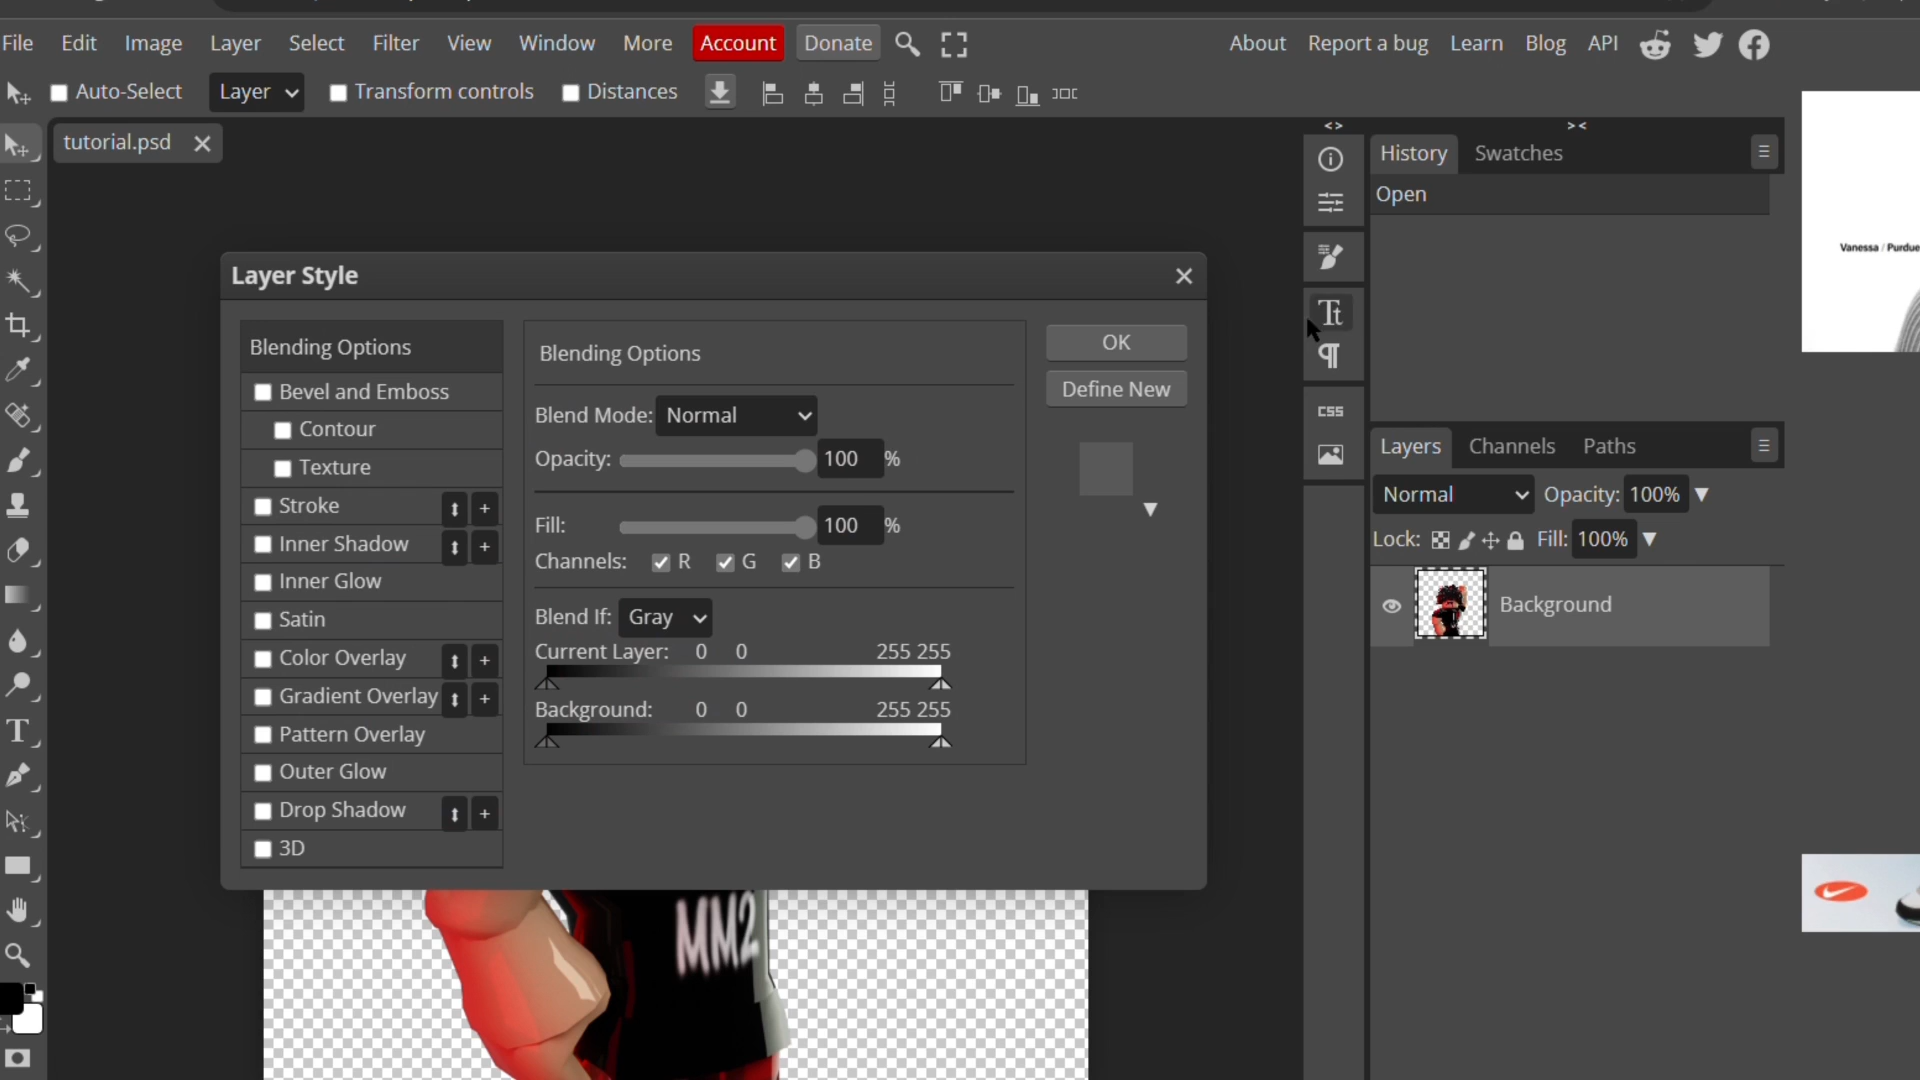 File Edit Image Layer Select Filter View Window More Account Donate About Report a bug Learn Blog API
Auto-Select Layer Transform controls Distances
tutorial.psd
History Swatches
Open
Vanessa / Purdue
Layer Style
Blending Options
Bevel and Emboss
Contour
Texture
Stroke +
Inner Shadow +
Inner Glow
Satin
Color Overlay +
Gradient Overlay +
Pattern Overlay
Outer Glow
Drop Shadow +
3D
Blending Options
Blend Mode: Normal
Opacity: 100 %
Fill: 100 %
Channels: R G B
Blend If: Gray
Current Layer: 0 0 255 255
Background: 0 0 255 255
OK
Define New
Tt
¶
CSS
Layers Channels Paths
Normal Opacity: 100%
Lock: Fill: 100%
Background
T
MM2